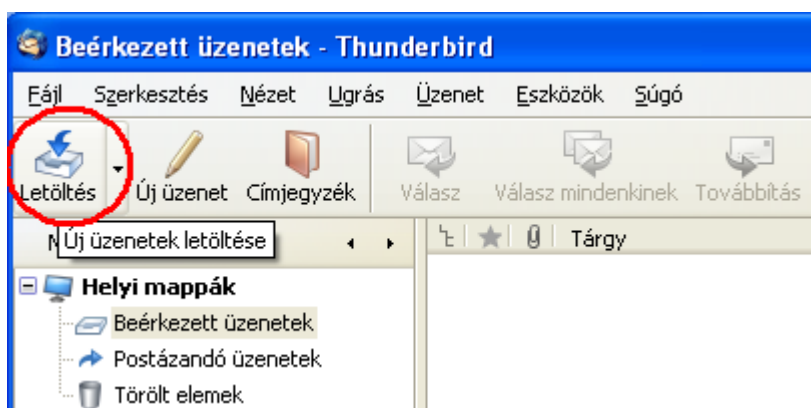 Beérkezett üzenetek - Thunderbird
Fájl Szerkesztés Nézet Ugrás Üzenet Eszközök Súgó
Letöltés Új üzenet Címjegyzék Válasz Válasz mindenkinek Továbbítás
Új üzenetek letöltése
Tárgy
Helyi mappák
Beérkezett üzenetek
Postázandó üzenetek
Törölt elemek